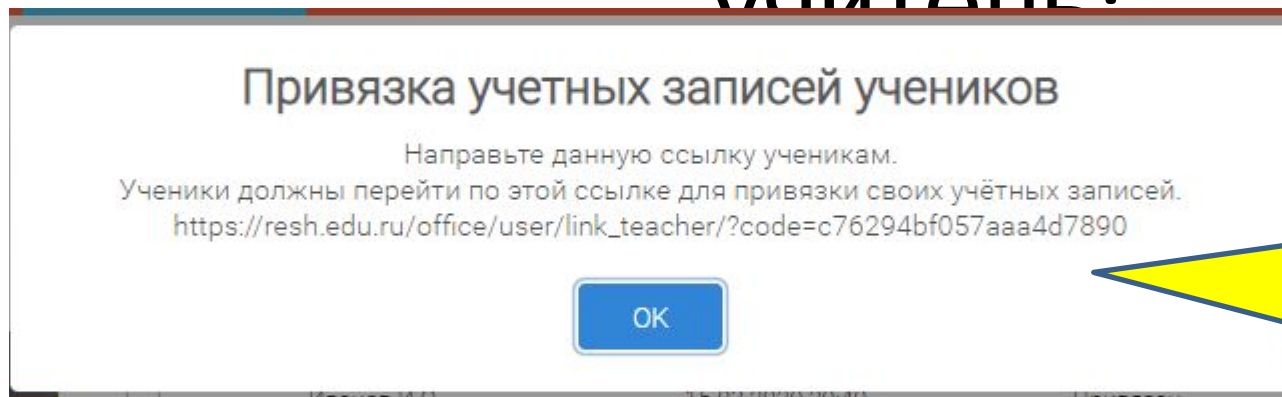 Привязка учетных записей учеников
Направьте данную ссылку ученикам.
Ученики должны перейти по этой ссылке для привязки своих учётных записей.
https://resh.edu.ru/office/user/link_teacher/?code=c76294bf057aaa4d7890
OK